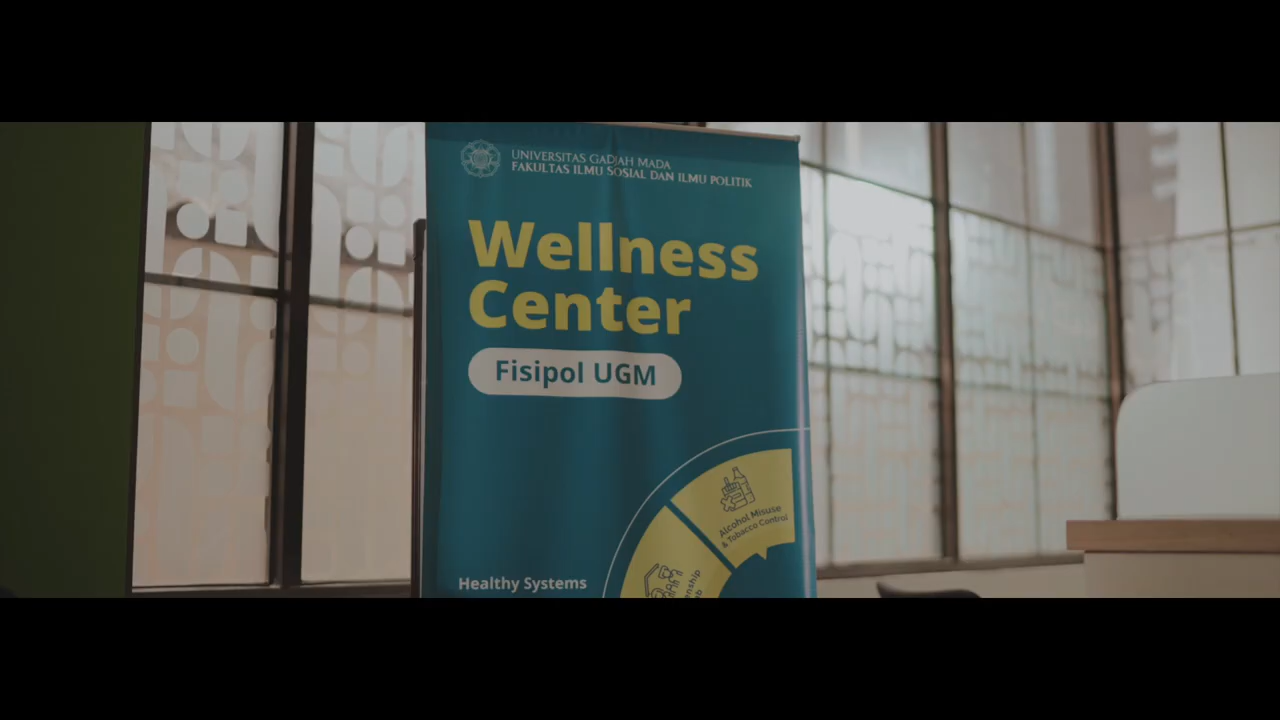 UNIVERSITAS GADJAH MADA
FAKULTAS ILMU SOSIAL DAN ILMU POLITIK
Wellness
Center
Fisipol UGM
Alcohol Misuse
& Tobacco Control
Healthy Systems